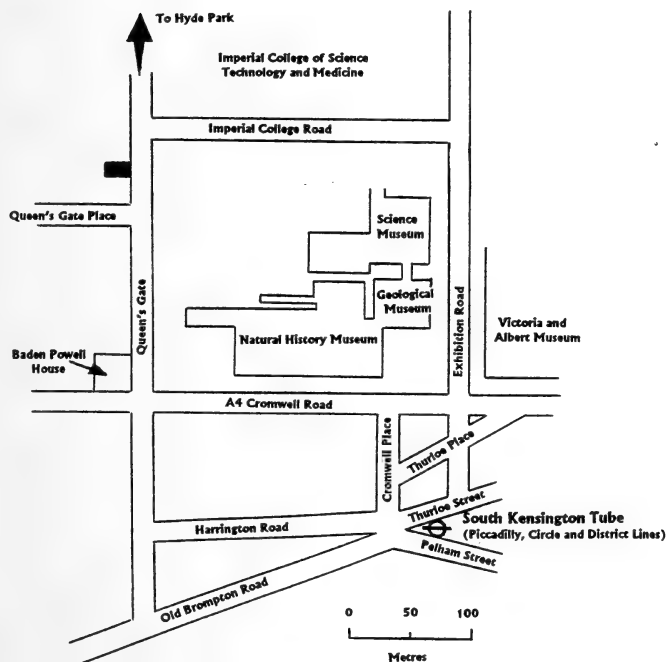 To Hyde Park
Imperial College of Science
Technology and Medicine
Imperial College Road
Queen's Gate Place
Science
Museum
Geological
Museum
Natural History Museum
Queen's Gate
Exhibition Road
Victoria and
Albert Museum
Baden Powell
House
A4 Cromwell Road
Cromwell Place
Thurloe Place
Thurloe Street
Harrington Road
South Kensington Tube
(Piccadilly, Circle and District Lines)
Pelham Street
Old Brompton Road
0 50 100
Metres